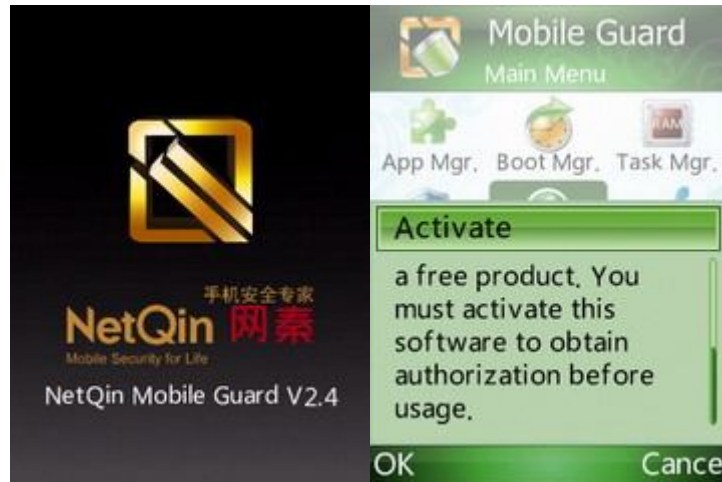 手机安全专家
NetQin 网秦
Mobile Security for Life
NetQin Mobile Guard V2.4
Mobile Guard
Main Menu
RAM
App Mgr. Boot Mgr. Task Mgr.
Activate
a free product. You
must activate this
software to obtain
authorization before
usage.
OK Cance